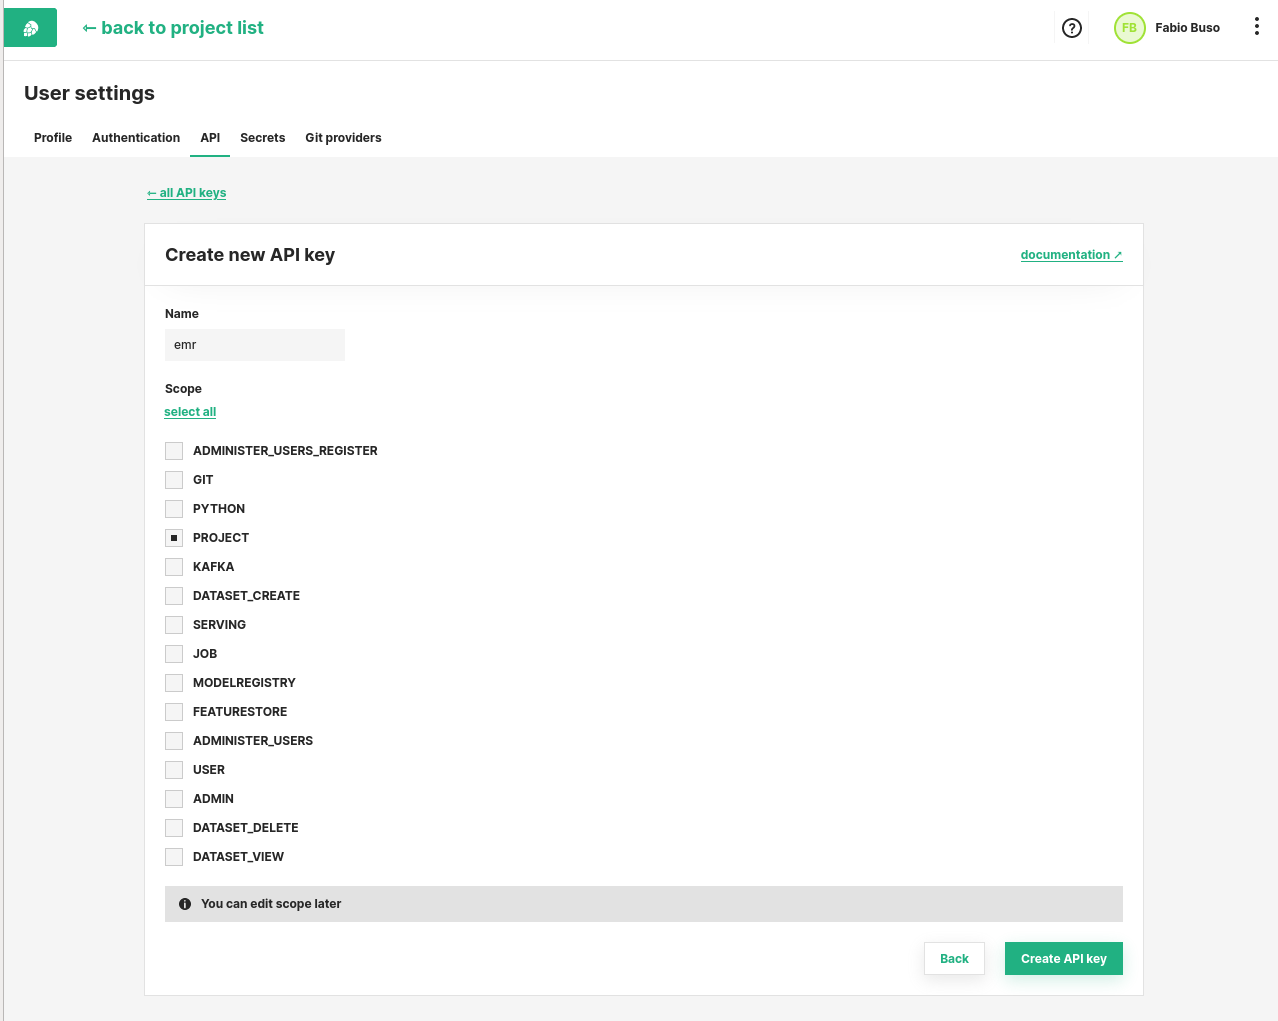 ← back to project list
FB
Fabio Buso
User settings
Profile
Authentication
API
Secrets
Git providers
← all API keys
Create new API key
documentation ↗
Name
emr
Scope
select all
ADMINISTER_USERS_REGISTER
GIT
PYTHON
PROJECT
KAFKA
DATASET_CREATE
SERVING
JOB
MODELREGISTRY
FEATURESTORE
ADMINISTER_USERS
USER
ADMIN
DATASET_DELETE
DATASET_VIEW
You can edit scope later
Back
Create API key